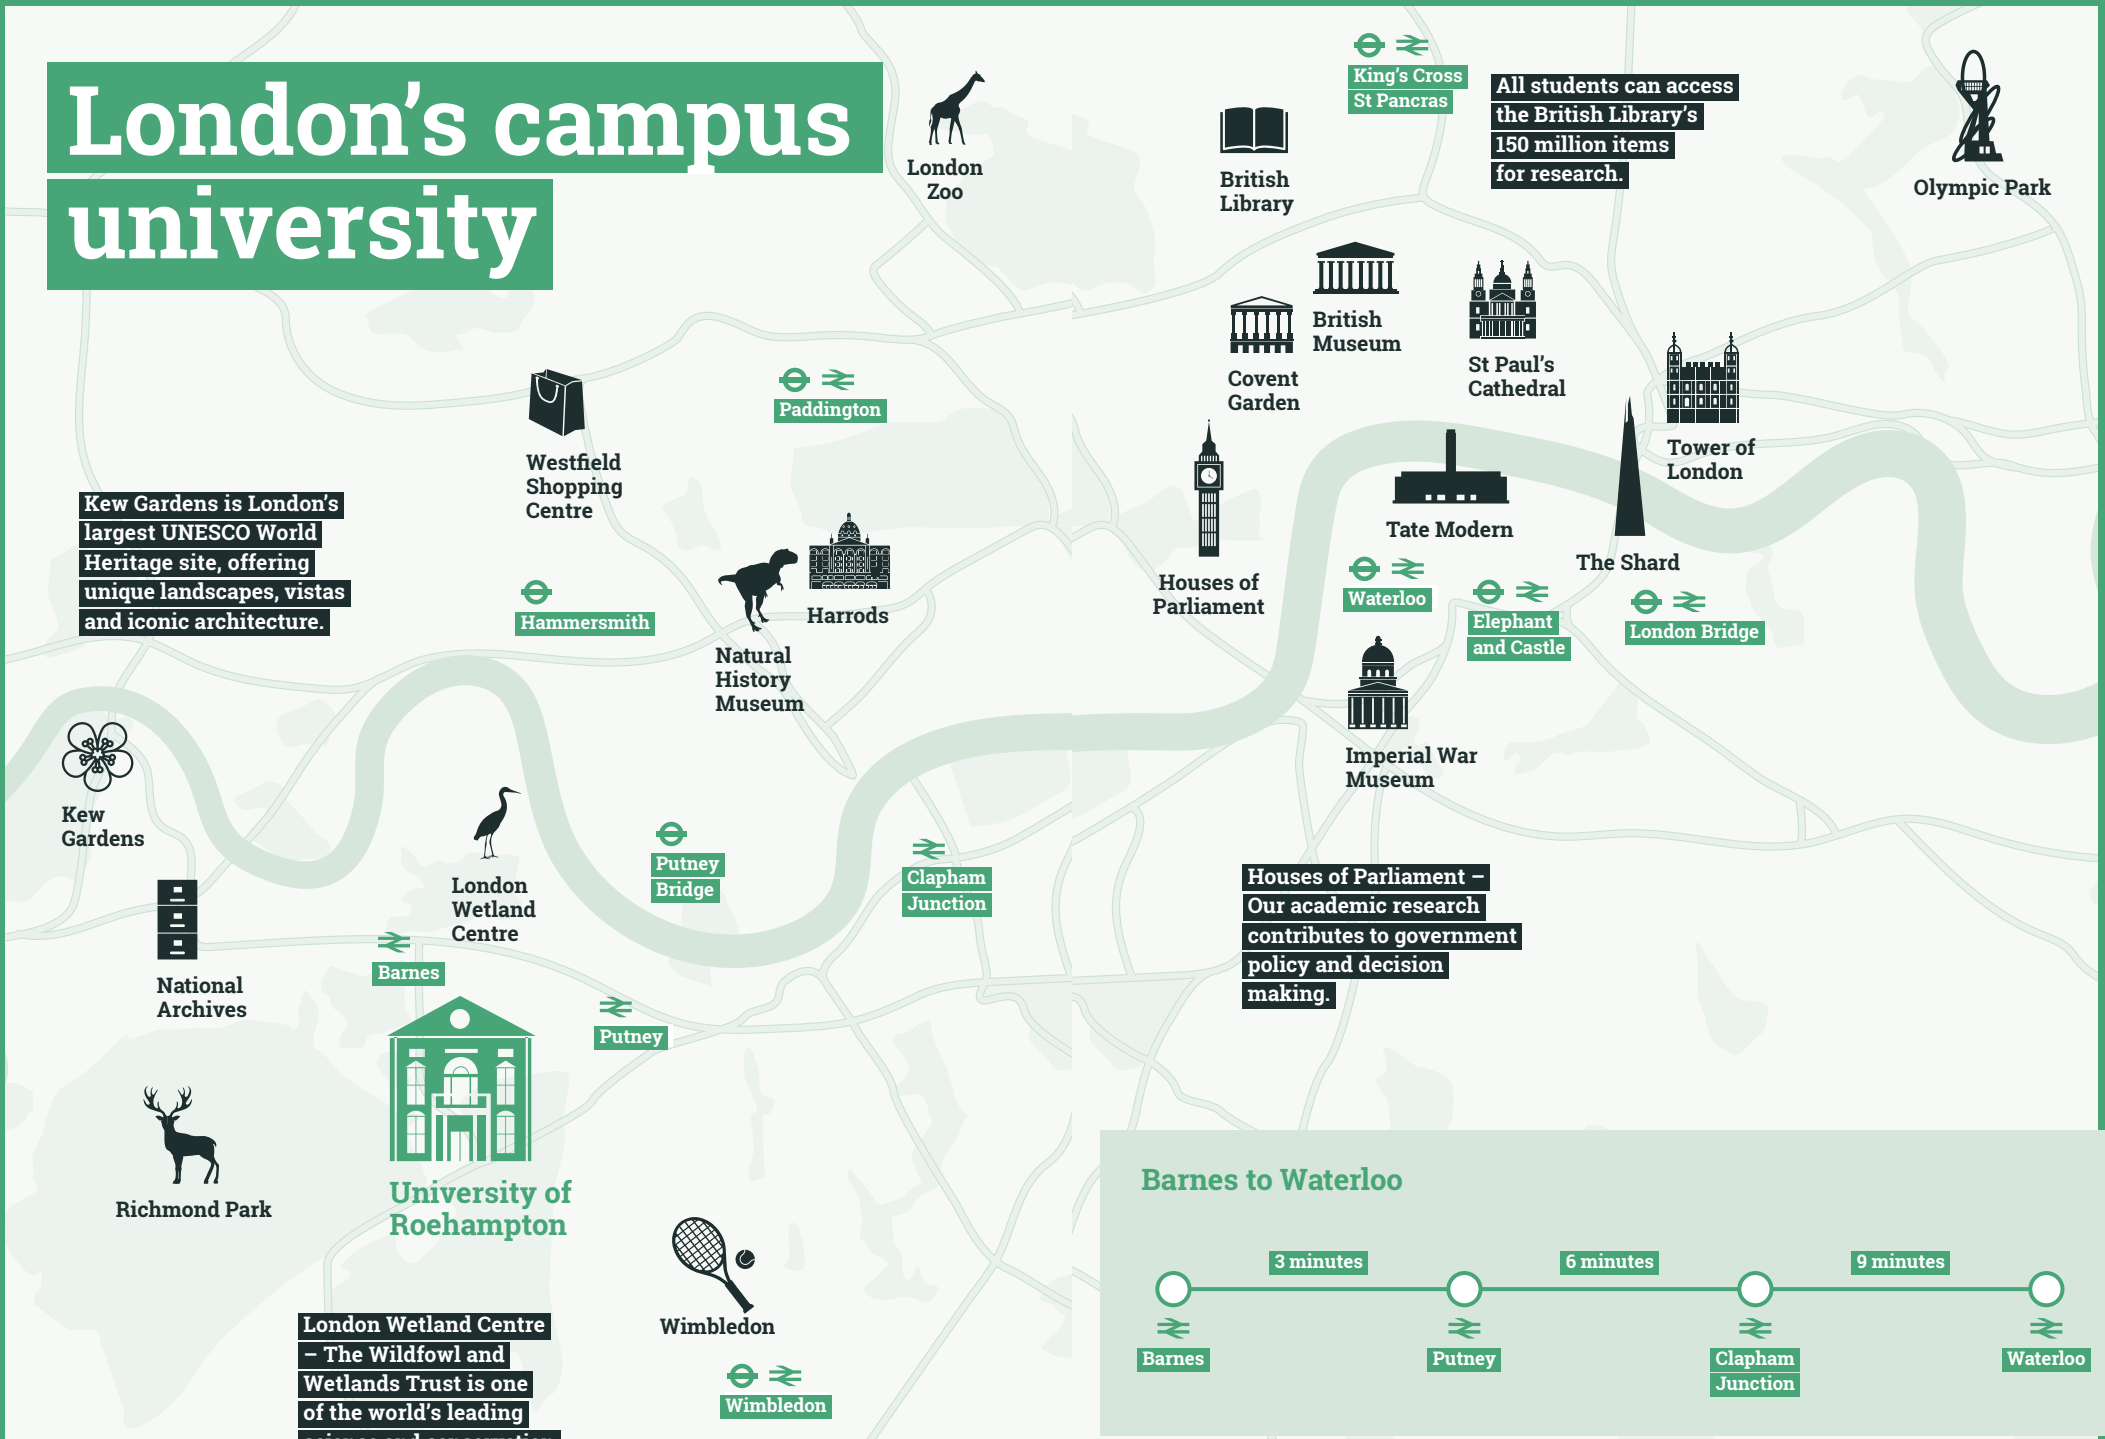 London's campus
university
London
Zoo
King's Cross
St Pancras
British
Library
All students can access
the British Library's
150 million items
for research.
Olympic Park
British
Museum
Covent
Garden
St Paul's
Cathedral
Paddington
Westfield
Shopping
Centre
Tower of
London
Kew Gardens is London's
largest UNESCO World
Heritage site, offering
unique landscapes, vistas
and iconic architecture.
Tate Modern
The Shard
Houses of
Parliament
Waterloo
Elephant
and Castle
London Bridge
Hammersmith
Harrods
Natural
History
Museum
Imperial War
Museum
Kew
Gardens
London
Wetland
Centre
Putney
Bridge
Clapham
Junction
Houses of Parliament –
Our academic research
contributes to government
policy and decision
making.
National
Archives
Barnes
Putney
University of
Roehampton
Richmond Park
Wimbledon
Wimbledon
London Wetland Centre
– The Wildfowl and
Wetlands Trust is one
of the world's leading
Barnes to Waterloo
3 minutes
6 minutes
9 minutes
Barnes
Putney
Clapham
Junction
Waterloo